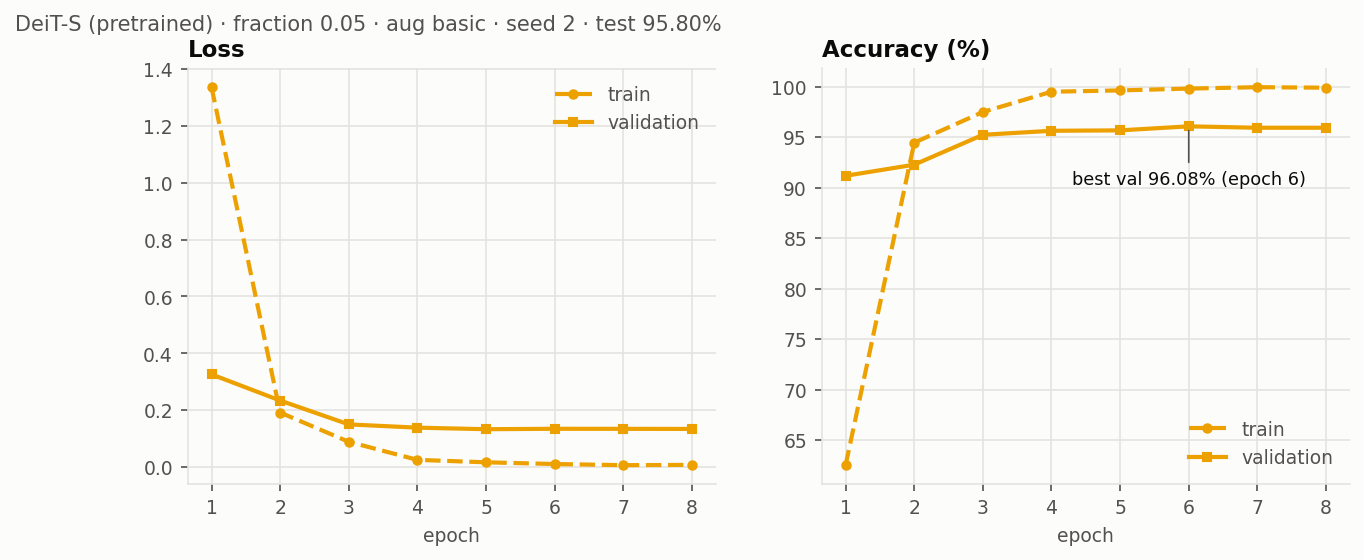 DeiT-S (pretrained) · fraction 0.05 · aug basic · seed 2 · test 95.80%
Loss
1.4
1.2
1.0
0.8
0.6
0.4
0.2
0.0
train
validation
1 2 3 4 5 6 7 8
epoch
Accuracy (%)
100
95
90
85
80
75
70
65
best val 96.08% (epoch 6)
train
validation
1 2 3 4 5 6 7 8
epoch